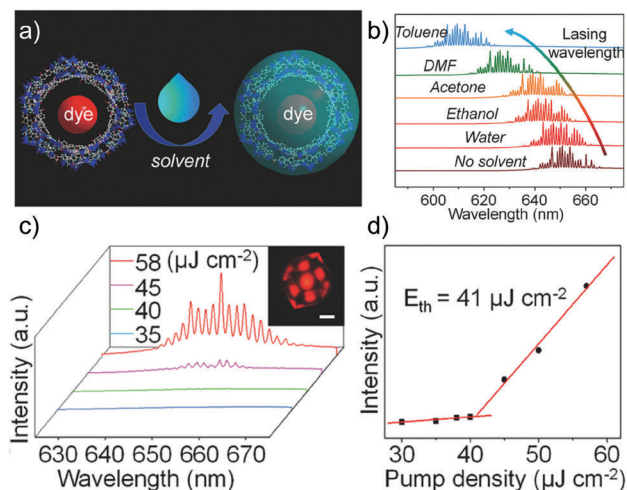 a)
dye
solvent
dye
b)
Toluene
Lasing
wavelength
DMF
Acetone
Ethanol
Water
No solvent
600 620 640 660
Wavelength (nm)
c)
58 (μJ cm-2)
45
40
35
Intensity (a.u.)
630 640 650 660 670
Wavelength (nm)
d)
Eth = 41 μJ cm-2
Intensity (a.u.)
30 40 50 60
Pump density (μJ cm-2)